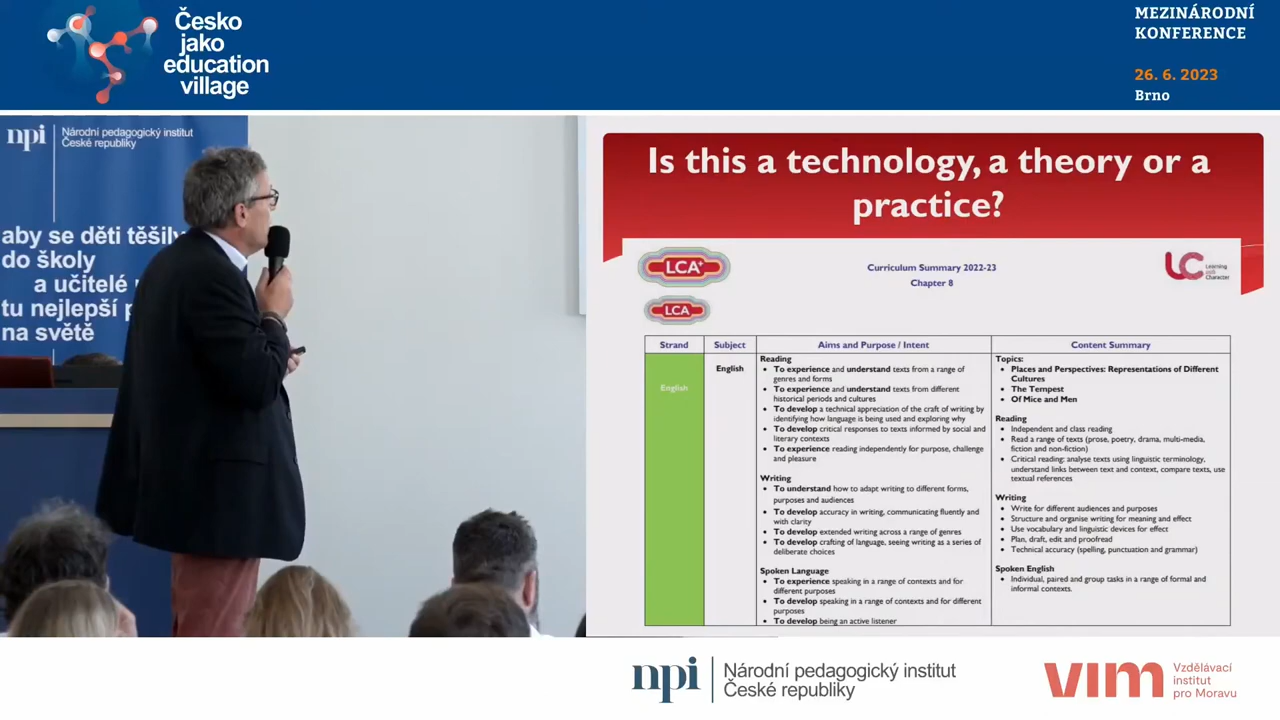 Česko
jako
education
village
MEZINÁRODNÍ
KONFERENCE
26. 6. 2023
Brno
npi
Národní pedagogický institut
České republiky
aby se děti těšily
do školy
a učitelé
tu nejlepší
na světě
Is this a technology, a theory or a
practice?
LCA+
LCA
Curriculum Summary 2022-23
Chapter 8
LC
Learning
Character
Strand
Subject
Aims and Purpose / Intent
Content Summary
English
English
Reading
• To experience and understand texts from a range of
genres and forms
• To experience and understand texts from different
historical periods and cultures
• To develop a technical appreciation of the craft of writing by
identifying how language is being used and exploring why
• To develop critical responses to texts informed by social and
literary contexts
• To experience reading independently for purpose, challenge
and pleasure
Writing
• To understand how to adapt writing to different forms,
purposes and audiences
• To develop accuracy in writing, communicating fluently and
with clarity
• To develop extended writing across a range of genres
• To develop crafting of language, seeing writing as a series of
deliberate choices
Spoken Language
• To experience speaking in a range of contexts and for
different purposes
• To develop speaking in a range of contexts and for different
purposes
• To develop being an active listener
Topics:
• Places and Perspectives: Representations of Different
Cultures
• The Tempest
• Of Mice and Men
Reading
• Independent and class reading
• Read a range of texts (prose, poetry, drama, multi-media,
fiction and non-fiction)
• Critical reading: analyse texts using linguistic terminology,
understand links between text and context, compare texts, use
textual references
Writing
• Write for different audiences and purposes
• Structure and organise writing for meaning and effect
• Use vocabulary and linguistic devices for effect
• Plan, draft, edit and proofread
• Technical accuracy (spelling, punctuation and grammar)
Spoken English
• Individual, paired and group tasks in a range of formal and
informal contexts.
npi
Národní pedagogický institut
České republiky
vim
Vzdělávací
institut
pro Moravu